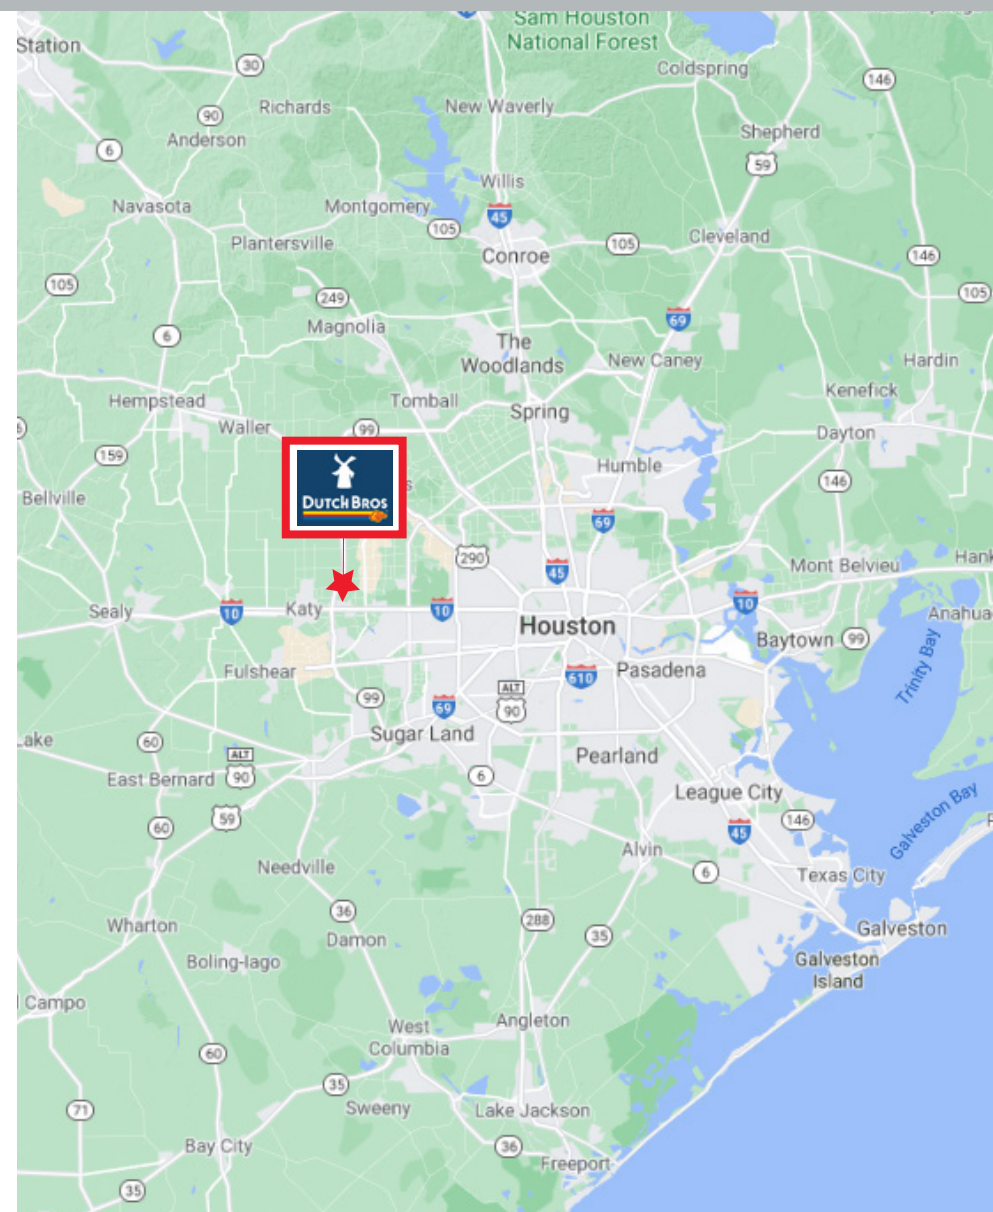 Sam Houston
National Forest
Station
30
Coldspring
146
90
Richards
New Waverly
Anderson
Shepherd
6
59
Willis
Navasota
Montgomery
45
105
Plantersville
105
Cleveland
Conroe
146
105
249
105
69
6
Magnolia
The
Woodlands
New Caney
Hardin
Kenefick
Hempstead
Tomball
Spring
Waller
99
Dayton
159
Humble
DUTCH BROS
146
Bellville
69
290
45
Mont Belvieu
10
Sealy
10
Katy
10
Houston
Baytown
99
Trinity Bay
Fulshear
610
Pasadena
ALT
90
99
69
Sugar Land
60
ALT
90
Pearland
East Bernard
6
League City
59
146
Galveston Bay
60
45
Alvin
Needville
6
Texas City
36
288
35
Wharton
Damon
Galveston
Boling-Iago
Galveston
Island
Campo
West
Columbia
Angleton
60
35
71
Sweeny
Lake Jackson
Bay City
36
Freeport
35